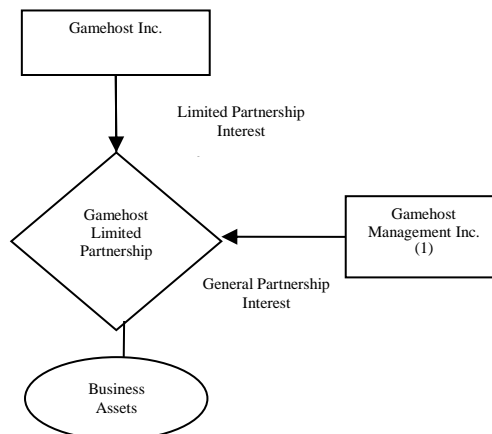 Gamehost Inc.
Limited Partnership
Interest
Gamehost
Limited
Partnership
Gamehost
Management Inc.
(1)
General Partnership
Interest
Business
Assets